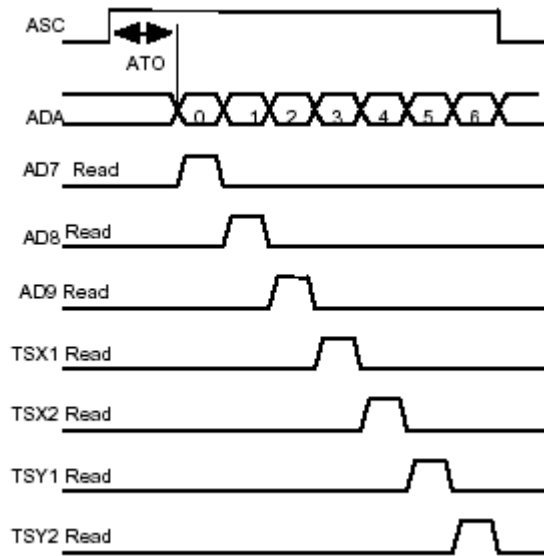 ASC
ATO
ADA 0 1 2 3 4 5 6
AD7 Read
AD8 Read
AD9 Read
TSX1 Read
TSX2 Read
TSY1 Read
TSY2 Read